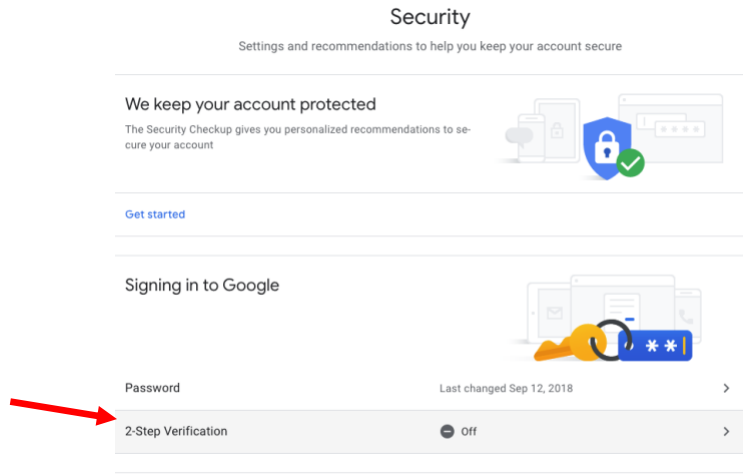 Security
Settings and recommendations to help you keep your account secure
We keep your account protected
The Security Checkup gives you personalized recommendations to se-
cure your account
Get started
Signing in to Google
**|
Password Last changed Sep 12, 2018 >
2-Step Verification Off >